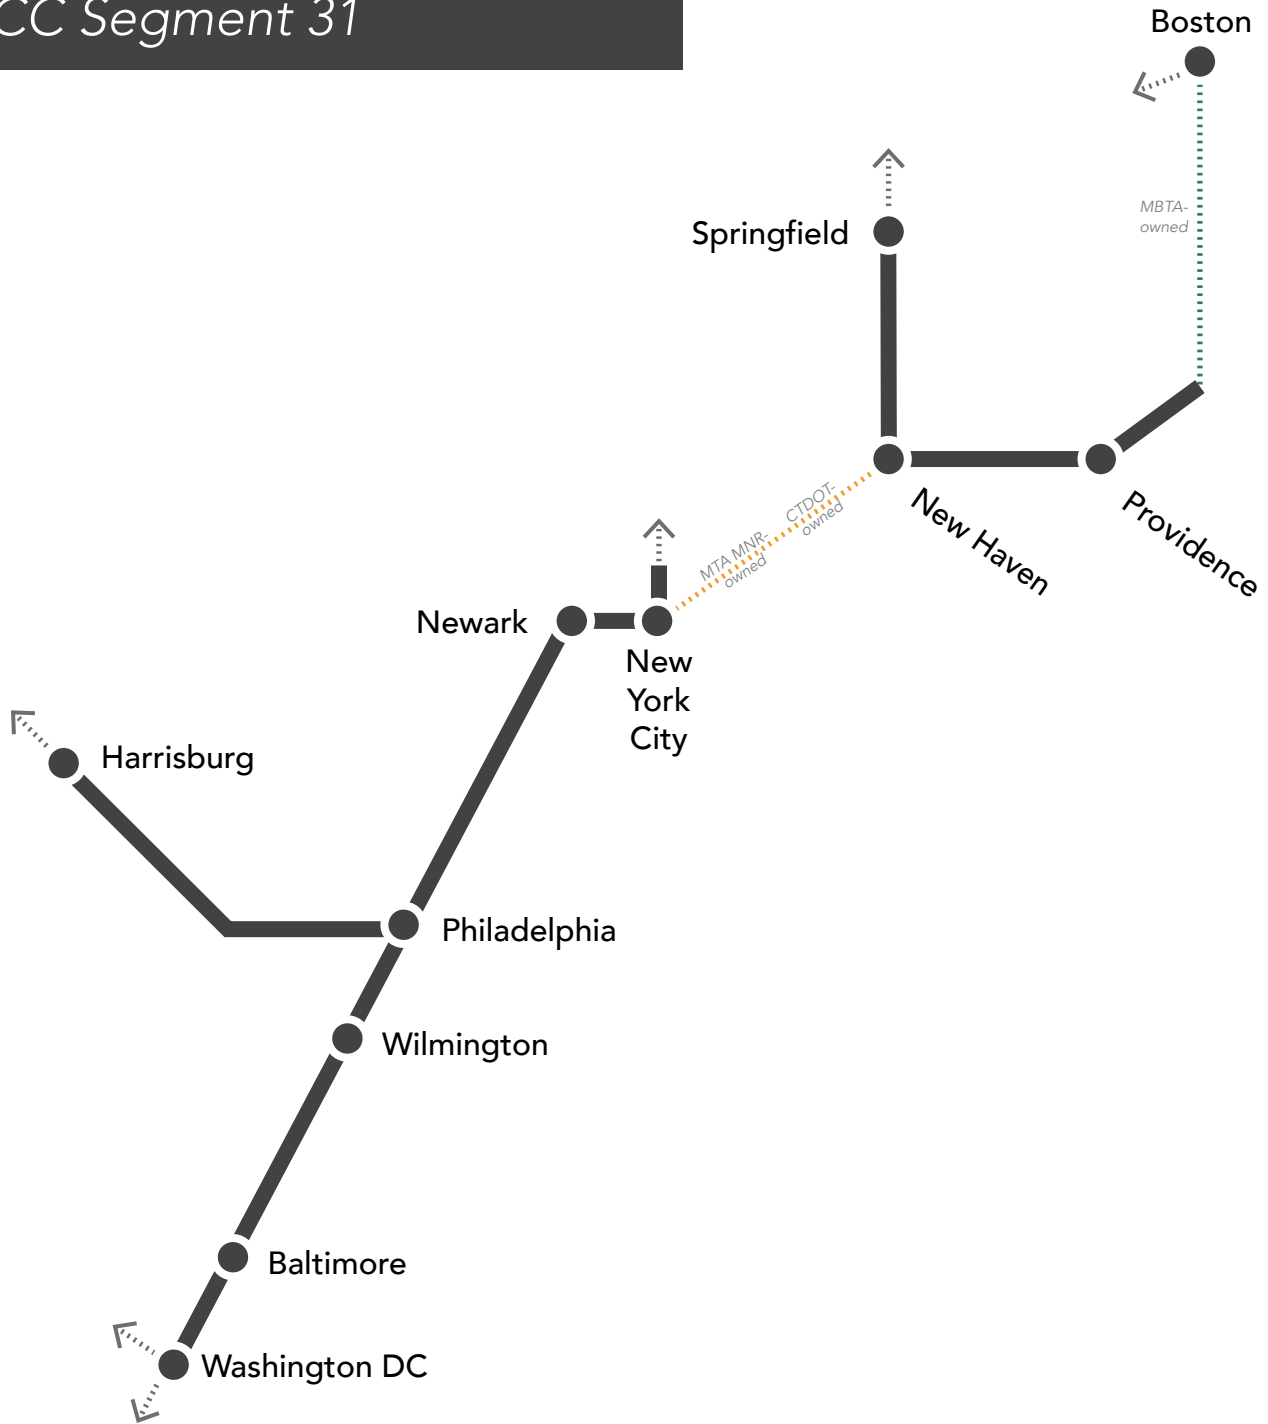 CC Segment 31
Boston
MBTA-
owned
Springfield
New Haven
Providence
CTDOT-
owned
MTA MNR-
owned
Newark
New
York
City
Harrisburg
Philadelphia
Wilmington
Baltimore
Washington DC